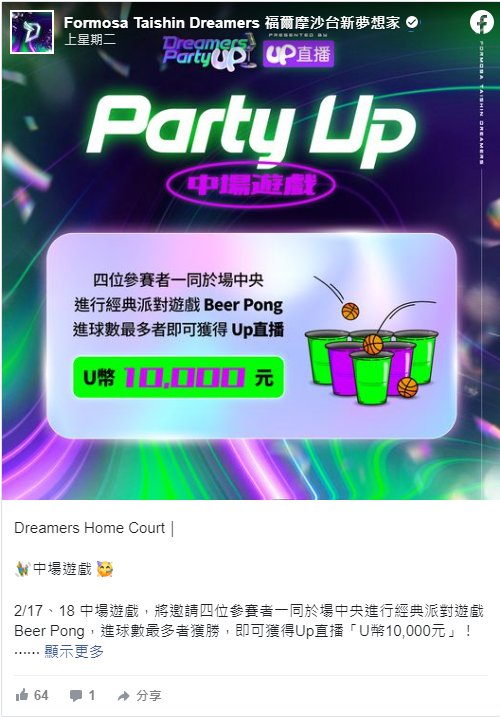 Formosa Taishin Dreamers 福爾摩沙台新夢想家
上星期二
Dreamers
Party UP
PRESENTED BY
UP直播
FORMOSA TAISHIN DREAMERS
Party Up
中場遊戲
四位參賽者一同於場中央
進行經典派對遊戲 Beer Pong
進球數最多者即可獲得 Up直播
U幣 10,000 元
Dreamers Home Court｜
中場遊戲
2/17、18 中場遊戲，將邀請四位參賽者一同於場中央進行經典派對遊戲
Beer Pong，進球數最多者獲勝，即可獲得Up直播「U幣10,000元」！
⋯⋯ 顯示更多
64
1
分享